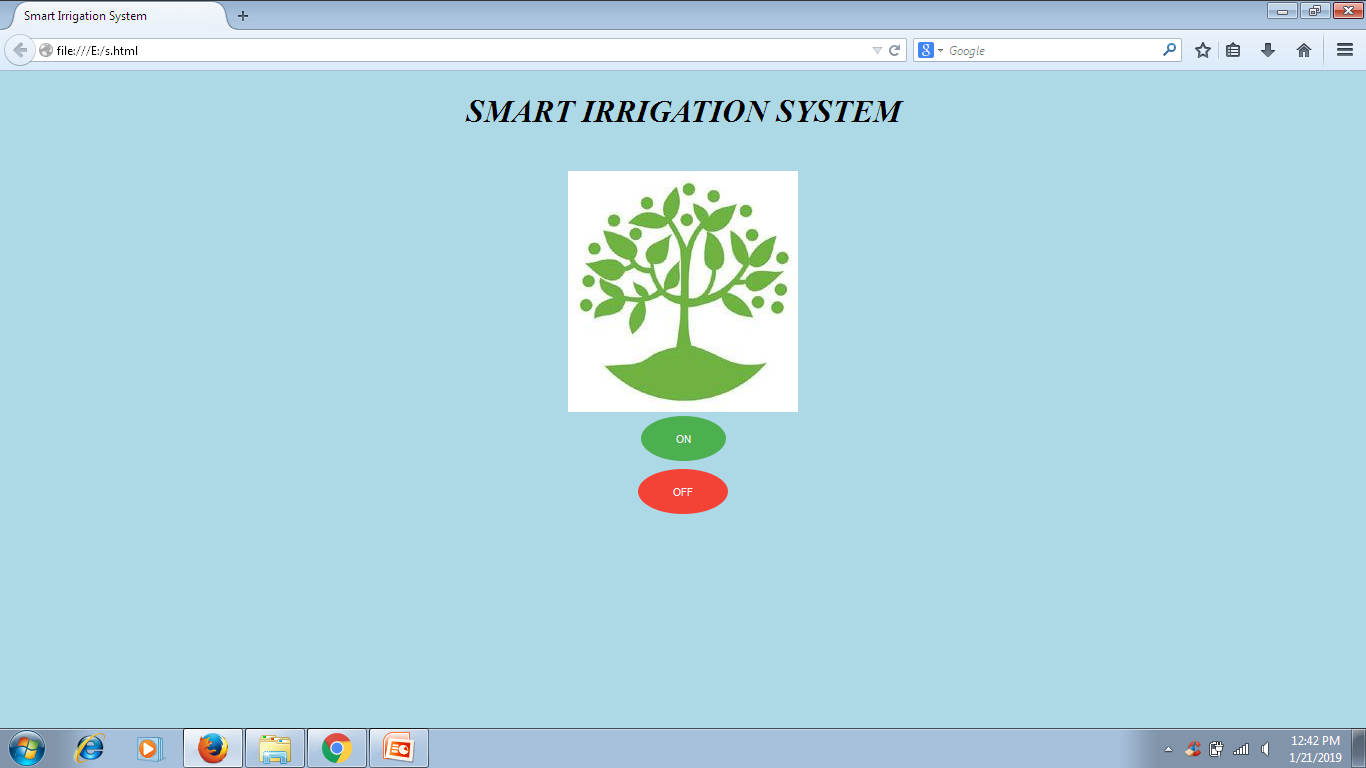 Smart Irrigation System
file:///E:/s.html
Google
SMART IRRIGATION SYSTEM
ON
OFF
12:42 PM
1/21/2019